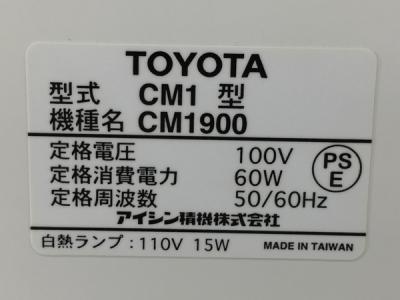 TOYOTA
型式 CM1 型
機種名 CM1900
定格電圧 100V
定格消費電力 60W
定格周波数 50/60Hz
PS
E
アイシン精機株式会社
白熱ランプ：110V 15W MADE IN TAIWAN